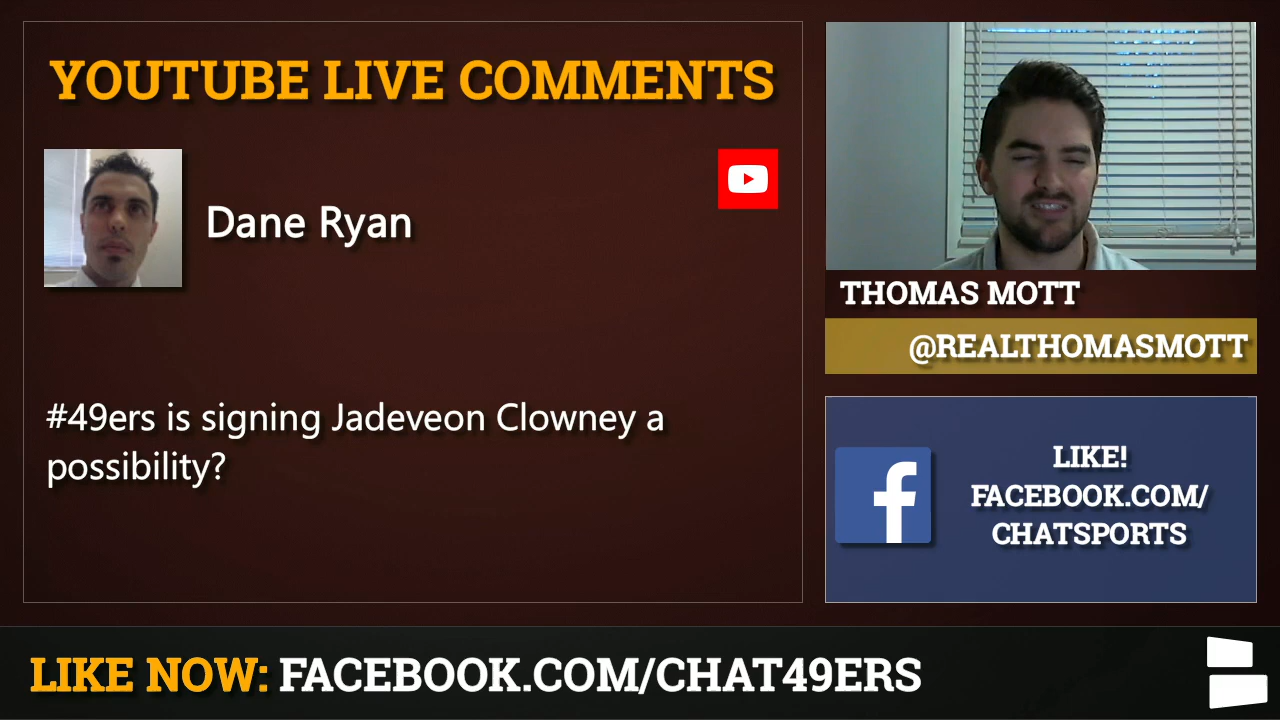 YOUTUBE LIVE COMMENTS
Dane Ryan
#49ers is signing Jadeveon Clowney a
possibility?
THOMAS MOTT
@REALTHOMASMOTT
LIKE!
FACEBOOK.COM/
CHATSPORTS
LIKE NOW: FACEBOOK.COM/CHAT49ERS